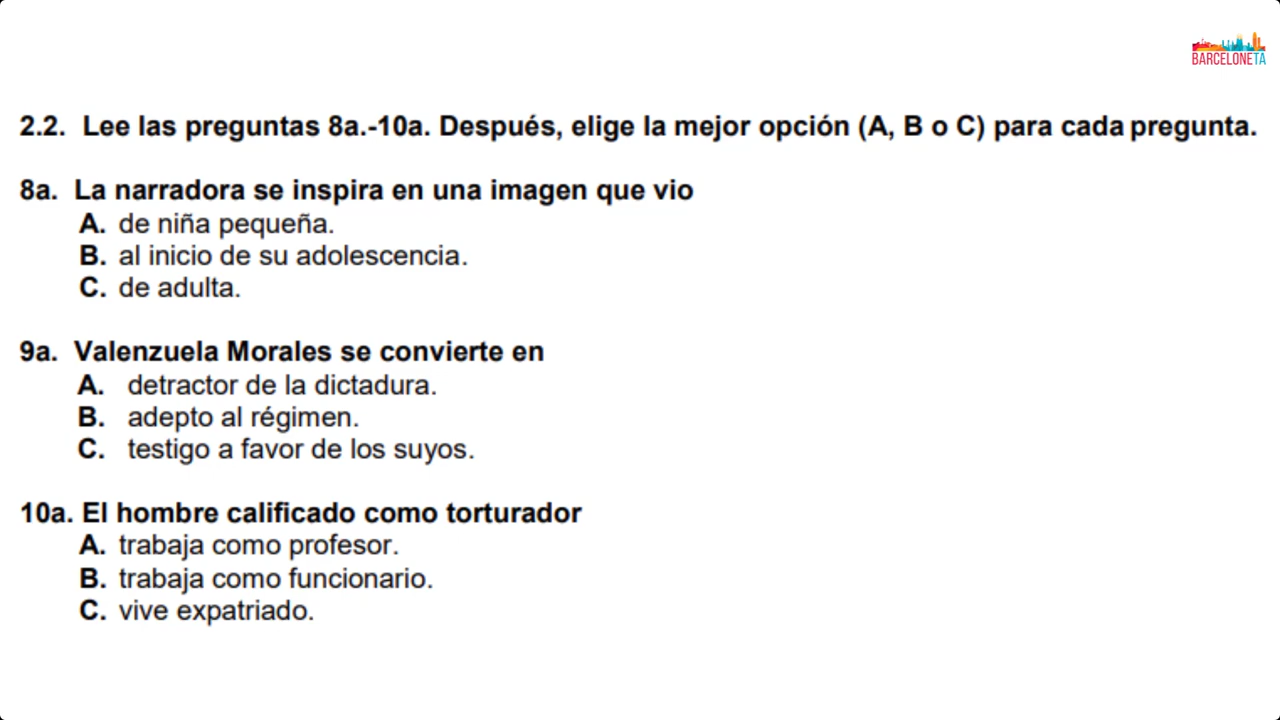 BARCELONETA
2.2. Lee las preguntas 8a.-10a. Después, elige la mejor opción (A, B o C) para cada pregunta.
8a. La narradora se inspira en una imagen que vio
A. de niña pequeña.
B. al inicio de su adolescencia.
C. de adulta.
9a. Valenzuela Morales se convierte en
A. detractor de la dictadura.
B. adepto al régimen.
C. testigo a favor de los suyos.
10a. El hombre calificado como torturador
A. trabaja como profesor.
B. trabaja como funcionario.
C. vive expatriado.